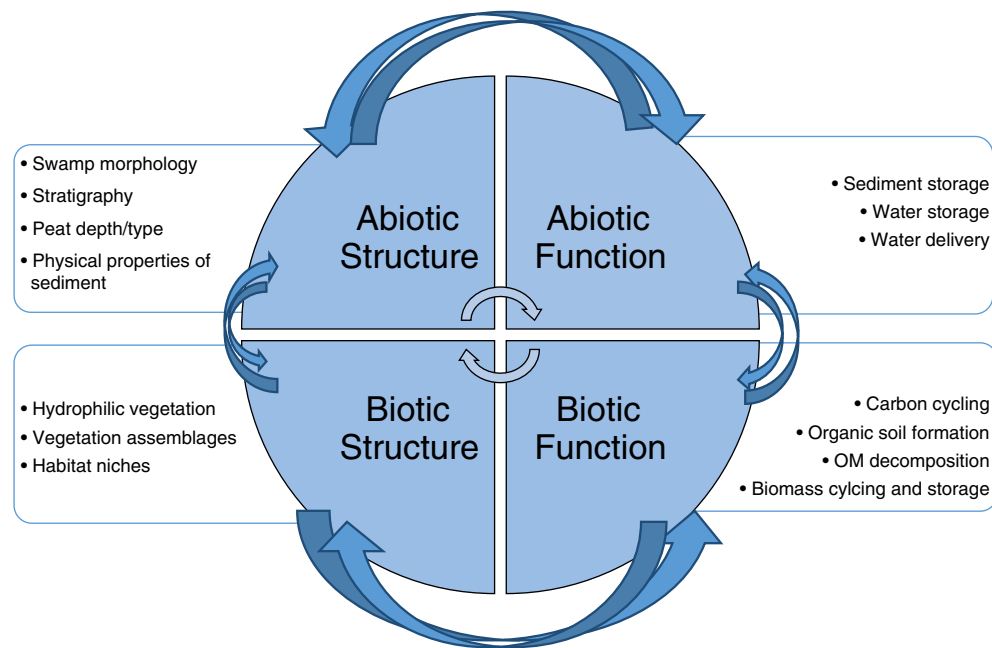 • Swamp morphology
• Stratigraphy
• Peat depth/type
• Physical properties of
sediment
Abiotic
Structure
Abiotic
Function
• Sediment storage
• Water storage
• Water delivery
• Hydrophilic vegetation
• Vegetation assemblages
• Habitat niches
Biotic
Structure
Biotic
Function
• Carbon cycling
• Organic soil formation
• OM decomposition
• Biomass cylcing and storage